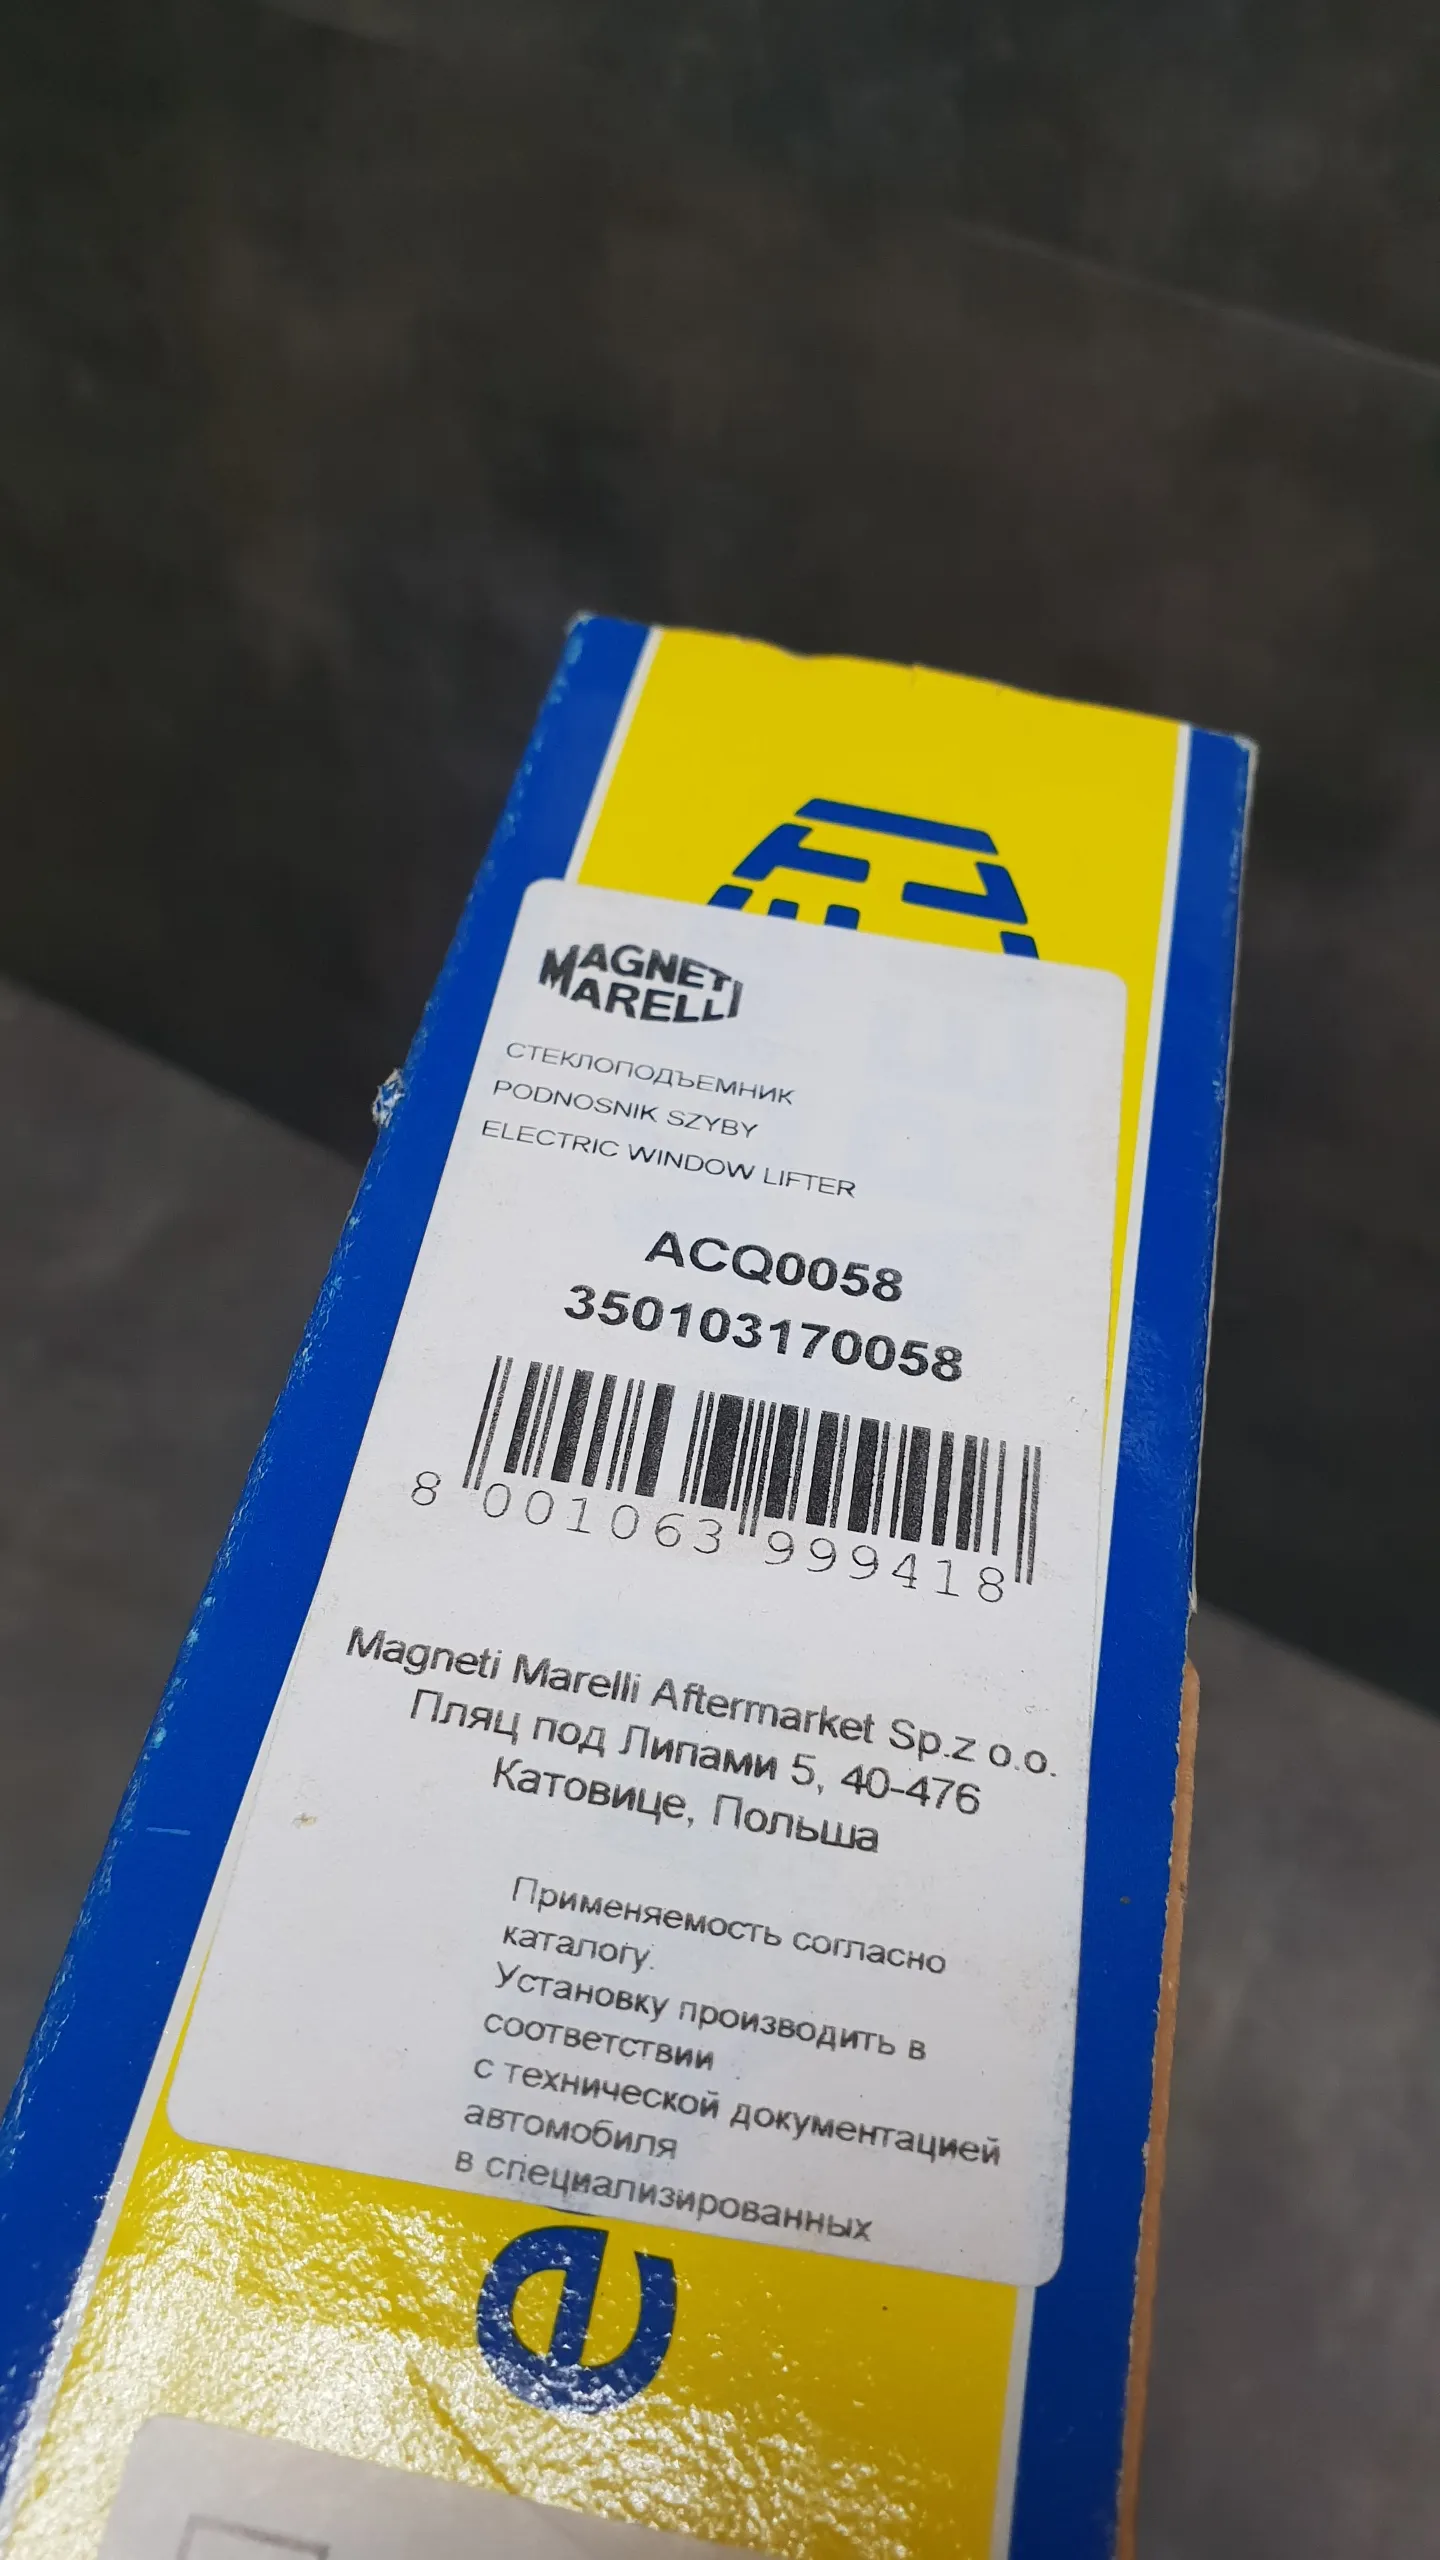 MAGNETI
MARELLI
СТЕКЛОПОДЪЕМНИК
PODNOSNIK SZYBY
ELECTRIC WINDOW LIFTER
ACQ0058
350103170058
8 001063 999418
Magneti Marelli Aftermarket Sp.z o.o.
Пляц под Липами 5, 40-476
Катовице, Польша
Применяемость согласно
каталогу.
Установку производить в
соответствии
с технической документацией
автомобиля
в специализированных